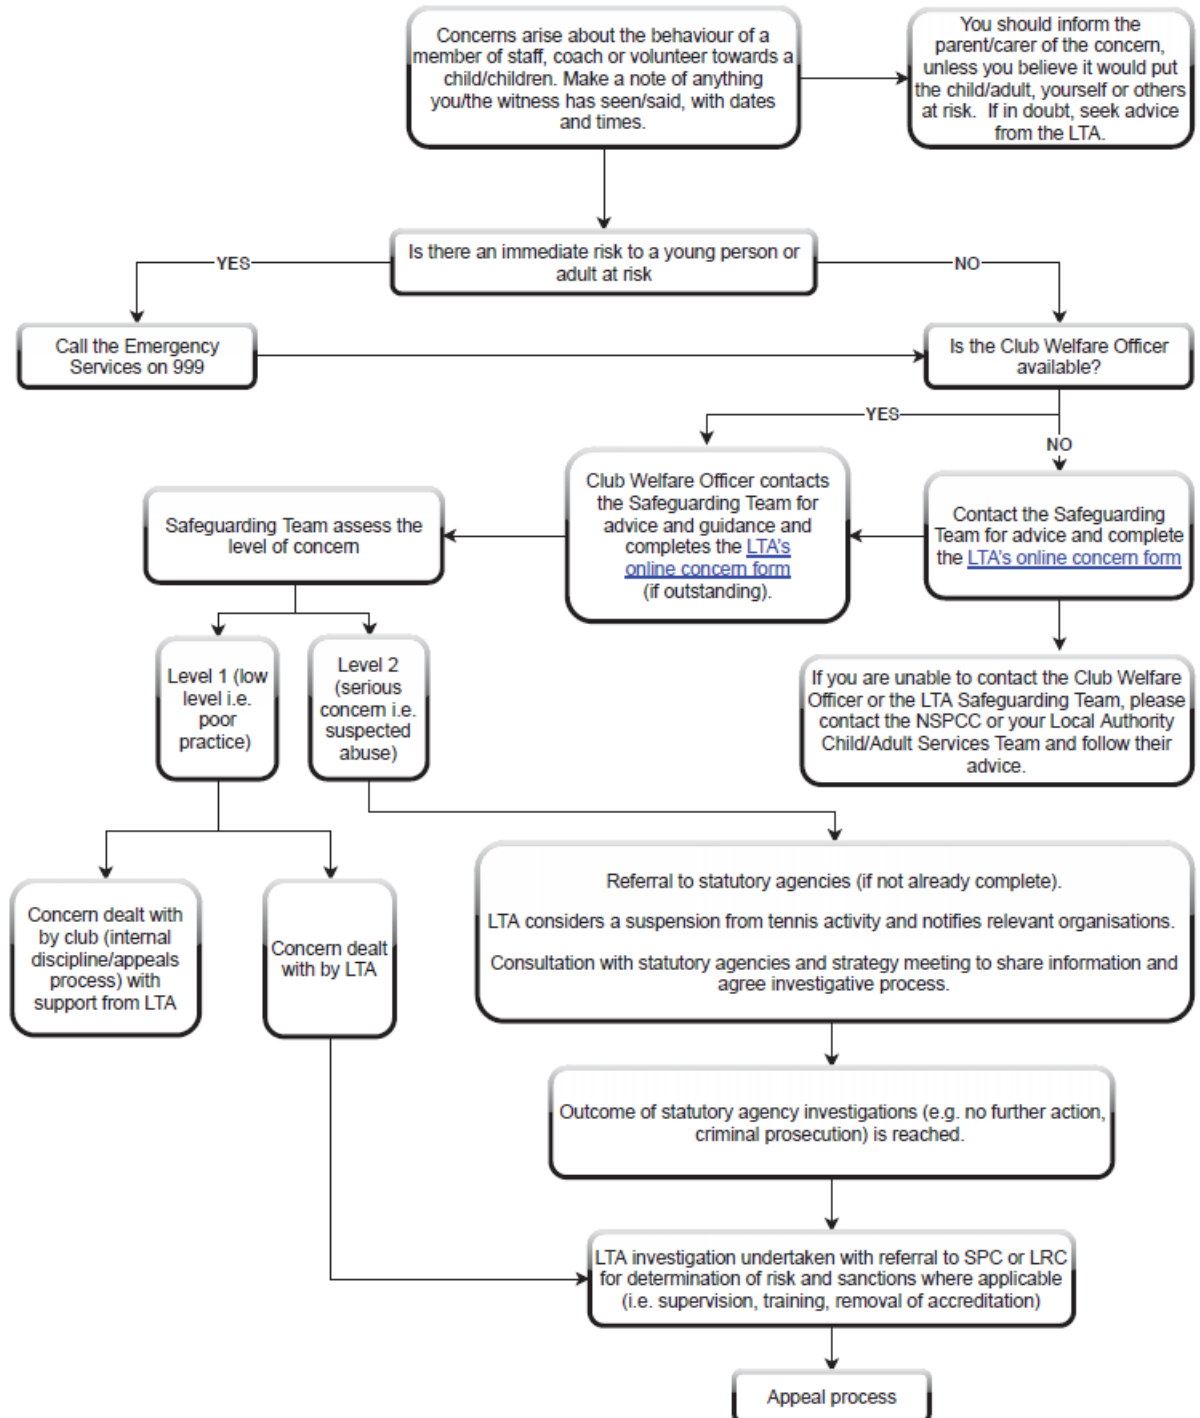 Concerns arise about the behaviour of a
member of staff, coach or volunteer towards a
child/children. Make a note of anything
you/the witness has seen/said, with dates
and times.
You should inform the
parent/carer of the concern,
unless you believe it would put
the child/adult, yourself or others
at risk. If in doubt, seek advice
from the LTA.
Is there an immediate risk to a young person or
adult at risk
YES
NO
Call the Emergency
Services on 999
Is the Club Welfare Officer
available?
YES
NO
Club Welfare Officer contacts
the Safeguarding Team for
advice and guidance and
completes the LTA's
online concern form
(if outstanding).
Contact the Safeguarding
Team for advice and complete
the LTA's online concern form
Safeguarding Team assess the
level of concern
Level 1 (low
level i.e.
poor
practice)
Level 2
(serious
concern i.e.
suspected
abuse)
If you are unable to contact the Club Welfare
Officer or the LTA Safeguarding Team, please
contact the NSPCC or your Local Authority
Child/Adult Services Team and follow their
advice.
Concern dealt with
by club (internal
discipline/appeals
process) with
support from LTA
Concern dealt
with by LTA
Referral to statutory agencies (if not already complete).
LTA considers a suspension from tennis activity and notifies relevant organisations.
Consultation with statutory agencies and strategy meeting to share information and
agree investigative process.
Outcome of statutory agency investigations (e.g. no further action,
criminal prosecution) is reached.
LTA investigation undertaken with referral to SPC or LRC
for determination of risk and sanctions where applicable
(i.e. supervision, training, removal of accreditation)
Appeal process